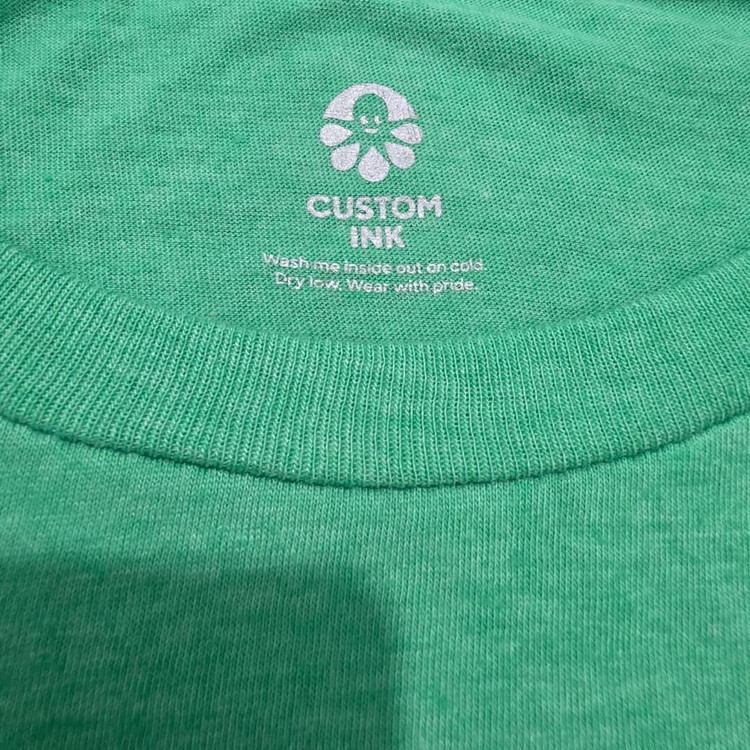 CUSTOM
INK
Wash me inside out on cold.
Dry low. Wear with pride.